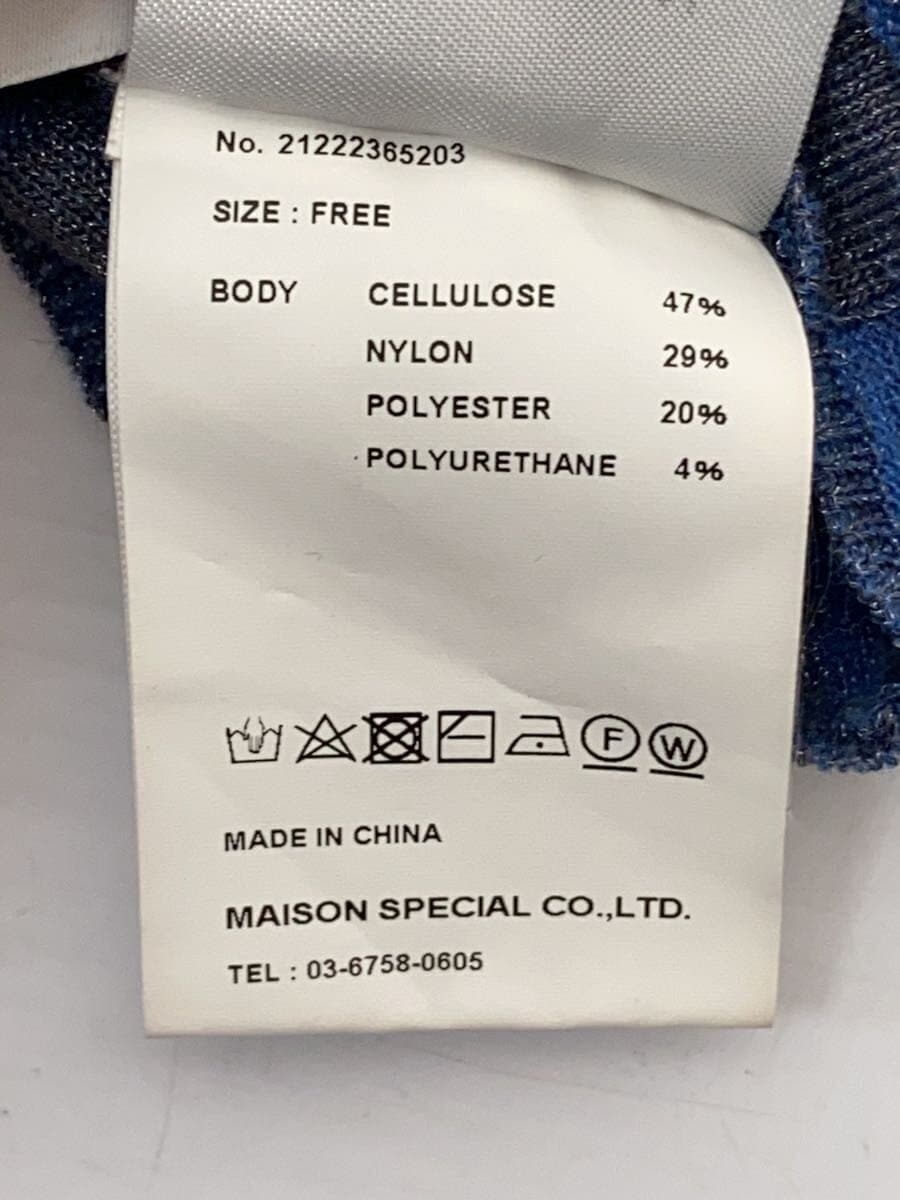 No. 21222365203
SIZE : FREE
BODY CELLULOSE 47%
NYLON 29%
POLYESTER 20%
POLYURETHANE 4%
F W
MADE IN CHINA
MAISON SPECIAL CO.,LTD.
TEL : 03-6758-0605